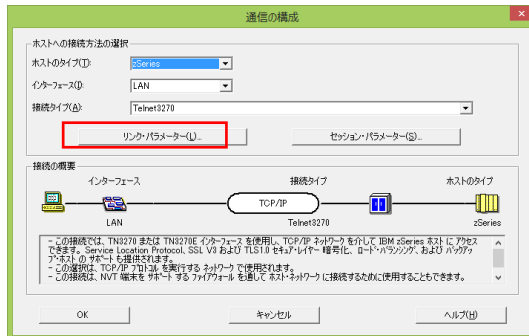 通信の構成
ホストへの接続方法の選択
ホストのタイプ(T):
zSeries
インターフェース(I):
LAN
接続タイプ(A):
Telnet3270
リンク・パラメーター(L)...
セッション・パラメーター(S)...
接続の概要
インターフェース
接続タイプ
ホストのタイプ
TCP/IP
LAN
Telnet3270
zSeries
- この接続では、TN3270 または TN3270E インターフェース を使用し、TCP/IP ネットワーク を介して IBM zSeries ホスト に アクセス
できます。Service Location Protocol、SSL V3 および TLS1.0 セキュア・レイヤー 暗号化、ロード・バランシング、および バックアッ
プ・ホスト の サポート も提供されます。
- この選択は、TCP/IP プロトコル を実行する ネットワーク で使用されます。
- この接続は、NVT 端末を サポート する ファイアウォール を通して ホスト・ネットワーク に接続するために使用することもできます。
OK
キャンセル
ヘルプ(H)